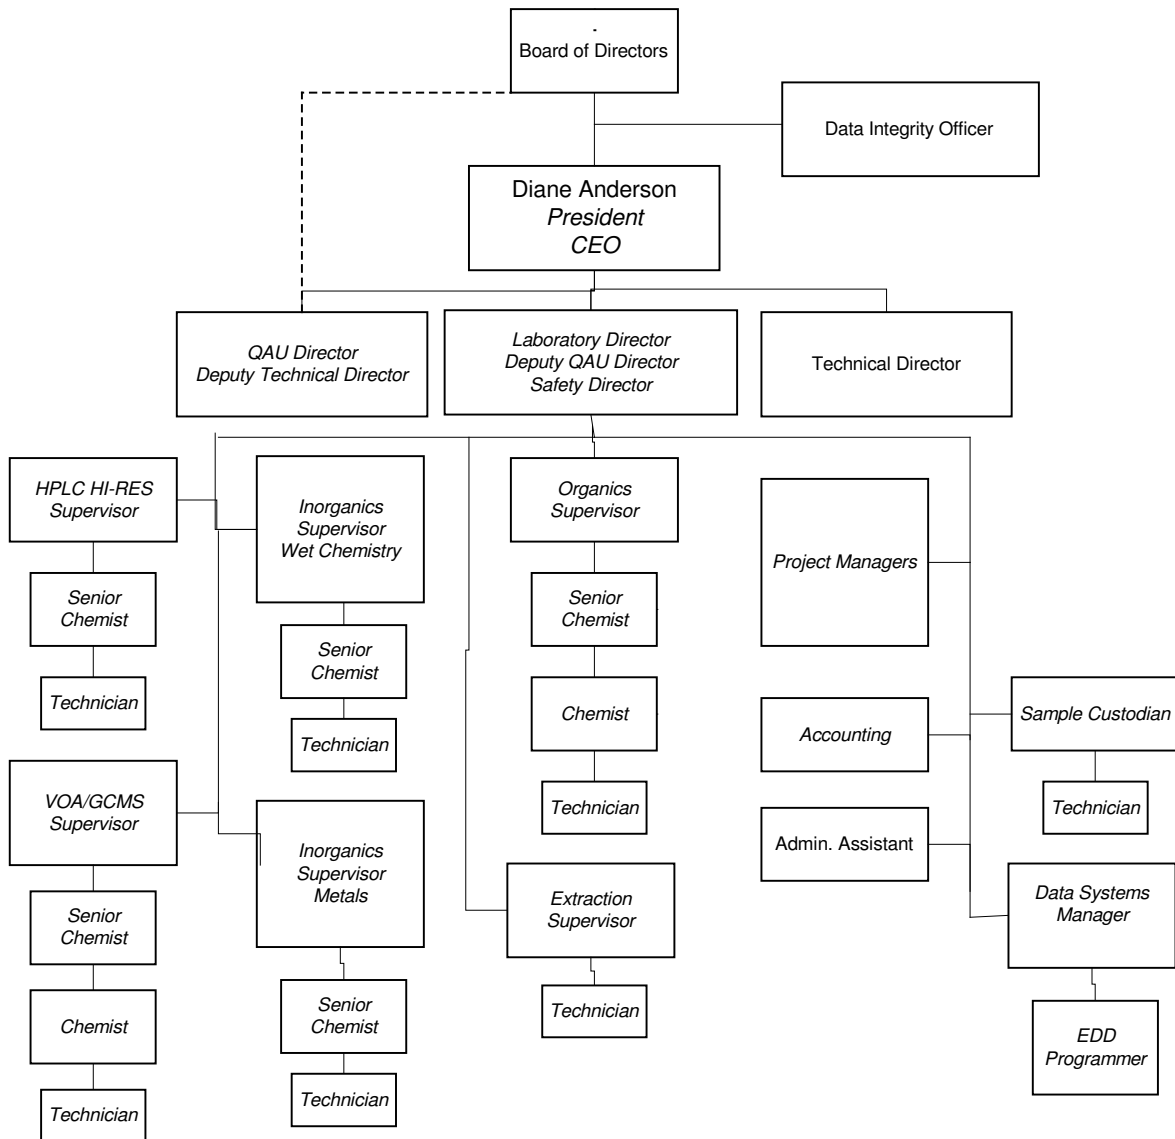 Board of Directors
Data Integrity Officer
Diane Anderson
President
CEO
QAU Director
Deputy Technical Director
Laboratory Director
Deputy QAU Director
Safety Director
Technical Director
HPLC HI-RES
Supervisor
Inorganics
Supervisor
Wet Chemistry
Organics
Supervisor
Project Managers
Senior
Chemist
Senior
Chemist
Senior
Chemist
Technician
Technician
Chemist
Accounting
Sample Custodian
VOA/GCMS
Supervisor
Inorganics
Supervisor
Metals
Technician
Admin. Assistant
Technician
Senior
Chemist
Extraction
Supervisor
Data Systems
Manager
Chemist
Senior
Chemist
Technician
EDD
Programmer
Technician
Technician